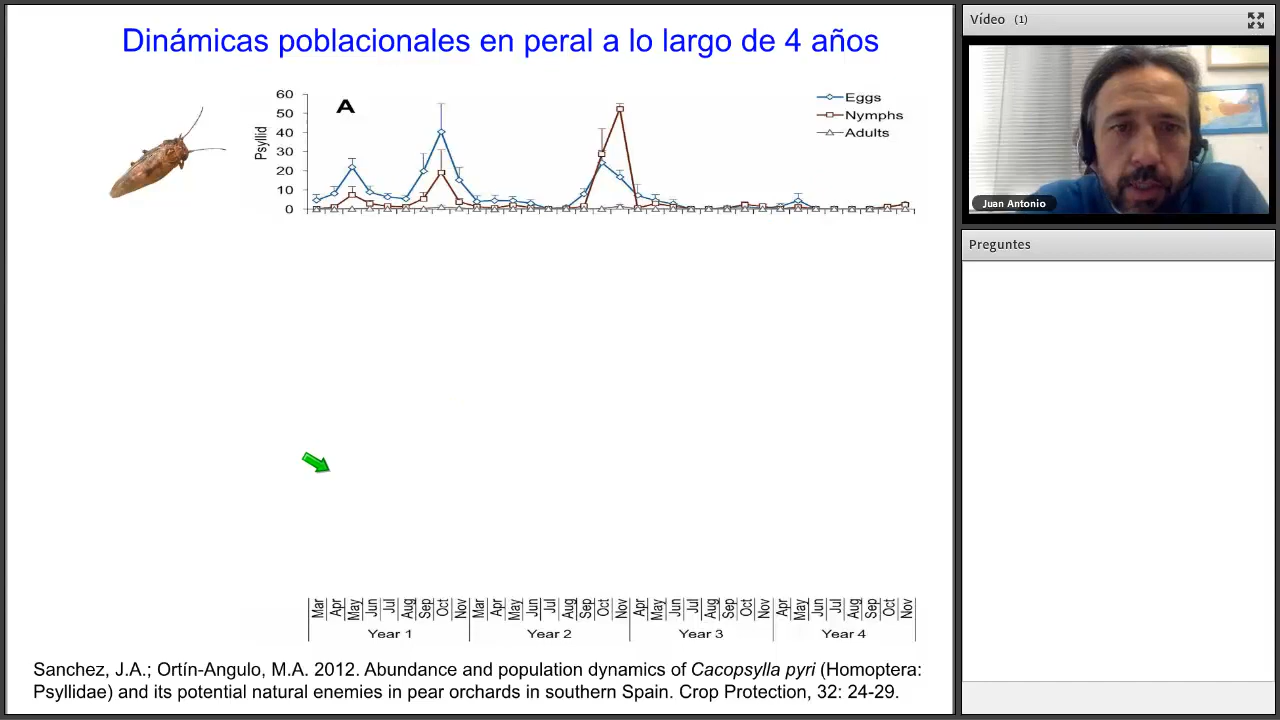 Dinámicas poblacionales en peral a lo largo de 4 años
A
Eggs
Nymphs
Adults
Psyllid
60
50
40
30
20
10
0
Mar Apr May Jun Jul Aug Sep Oct Nov Mar Apr May Jun Jul Aug Sep Oct Nov Apr May Jun Jul Aug Sep Oct Nov Apr May Jun Jul Aug Sep Oct Nov
Year 1 Year 2 Year 3 Year 4
Sanchez, J.A.; Ortín-Angulo, M.A. 2012. Abundance and population dynamics of Cacopsylla pyri (Homoptera:
Psyllidae) and its potential natural enemies in pear orchards in southern Spain. Crop Protection, 32: 24-29.
Vídeo (1)
Juan Antonio
Preguntes